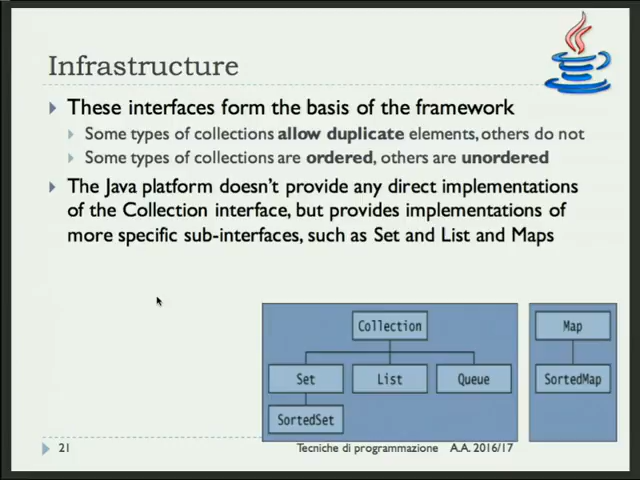 Infrastructure
These interfaces form the basis of the framework
Some types of collections allow duplicate elements, others do not
Some types of collections are ordered, others are unordered
The Java platform doesn't provide any direct implementations
of the Collection interface, but provides implementations of
more specific sub-interfaces, such as Set and List and Maps
Collection
Map
Set
List
Queue
SortedMap
SortedSet
21
Tecniche di programmazione A.A. 2016/17